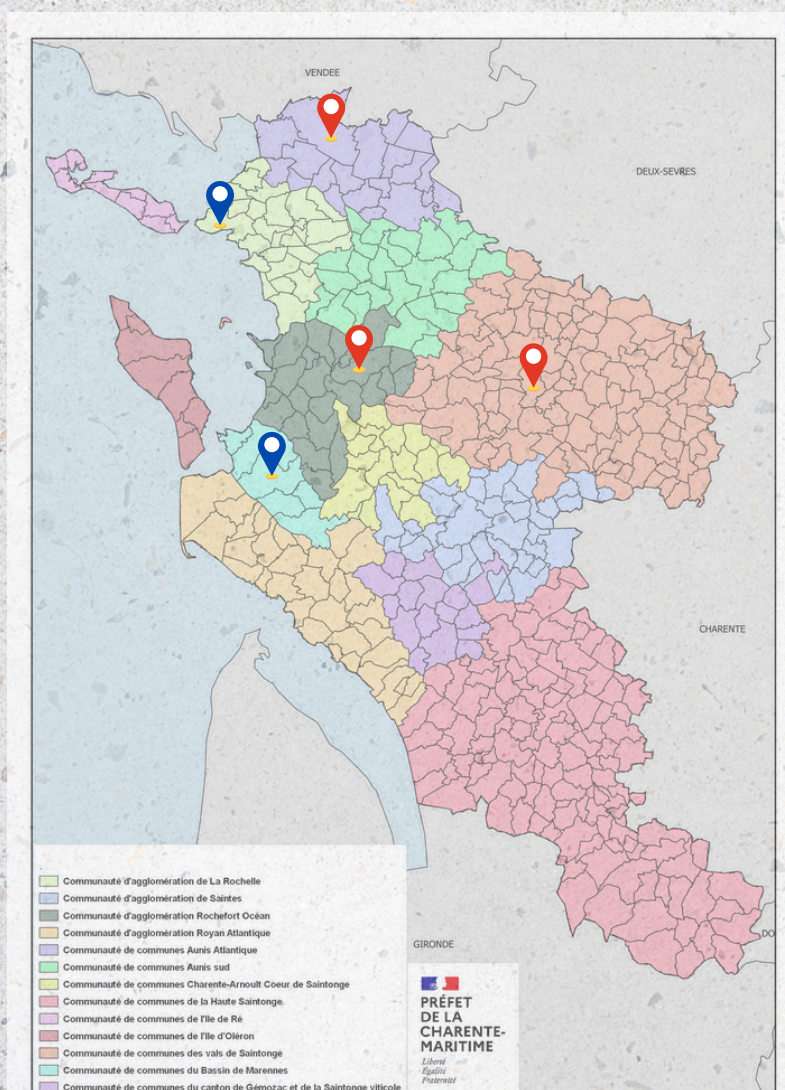 VENDEE
DEUX-SEVRES
CHARENTE
DO
GIRONDE
Communauté d'agglomération de La Rochelle
Communauté d'agglomération de Saintes
Communauté d'agglomération Rochefort Océan
Communauté d'agglomération Royan Atlantique
Communauté de communes Aunis Atlantique
Communauté de communes Aunis sud
Communauté de communes Charente-Arnoult Coeur de Saintonge
Communauté de communes de la Haute Saintonge
Communauté de communes de l'Ile de Ré
Communauté de communes de l'Ile d'Oléron
Communauté de communes des vals de Saintonge
Communauté de communes du Bassin de Marennes
Communauté de communes du canton de Gémozac et de la Saintonge viticole
PRÉFET
DE LA
CHARENTE-
MARITIME
Liberté
Égalité
Fraternité